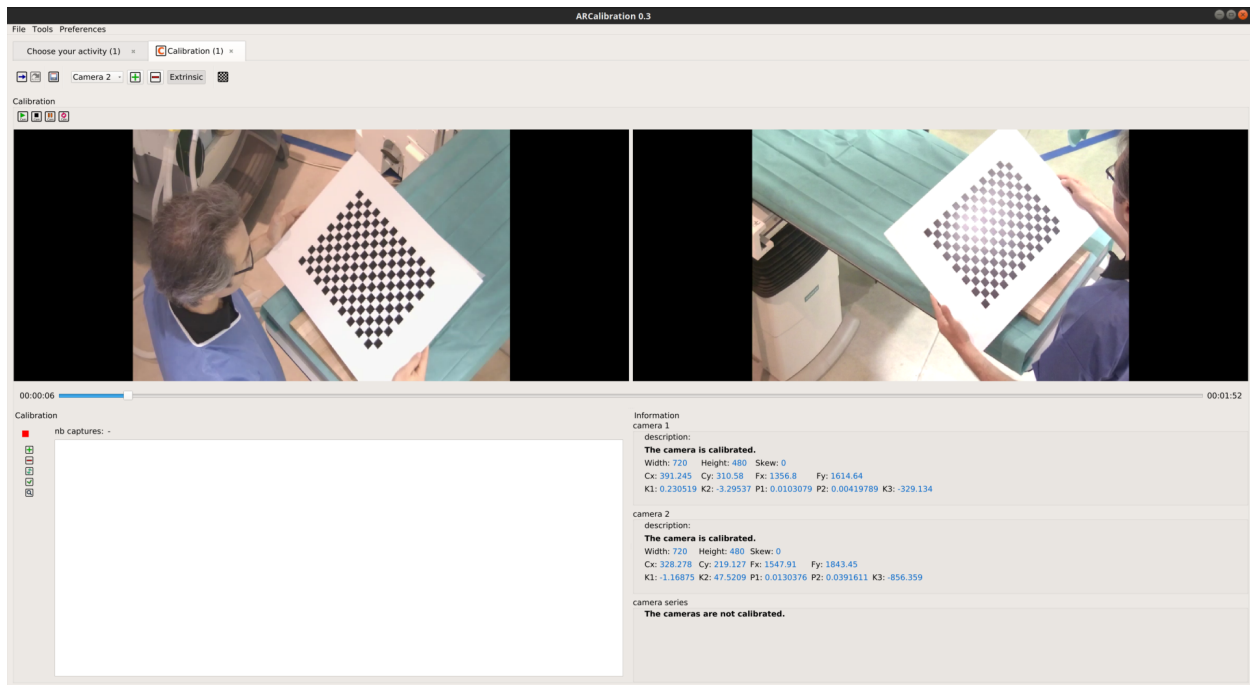 ARCalibration 0.3
File Tools Preferences
Choose your activity (1) Calibration (1)
Camera 2 Extrinsic
Calibration
00:00:06 00:01:52
Calibration
nb captures: -
Information
camera 1
description:
The camera is calibrated.
Width: 720 Height: 480 Skew: 0
Cx: 391.245 Cy: 310.58 Fx: 1356.8 Fy: 1614.64
K1: 0.230519 K2: -3.29537 P1: 0.0103079 P2: 0.00419789 K3: -329.134
camera 2
description:
The camera is calibrated.
Width: 720 Height: 480 Skew: 0
Cx: 328.278 Cy: 219.127 Fx: 1547.91 Fy: 1843.45
K1: -1.16875 K2: 47.5209 P1: 0.0130376 P2: 0.0391611 K3: -856.359
camera series
The cameras are not calibrated.